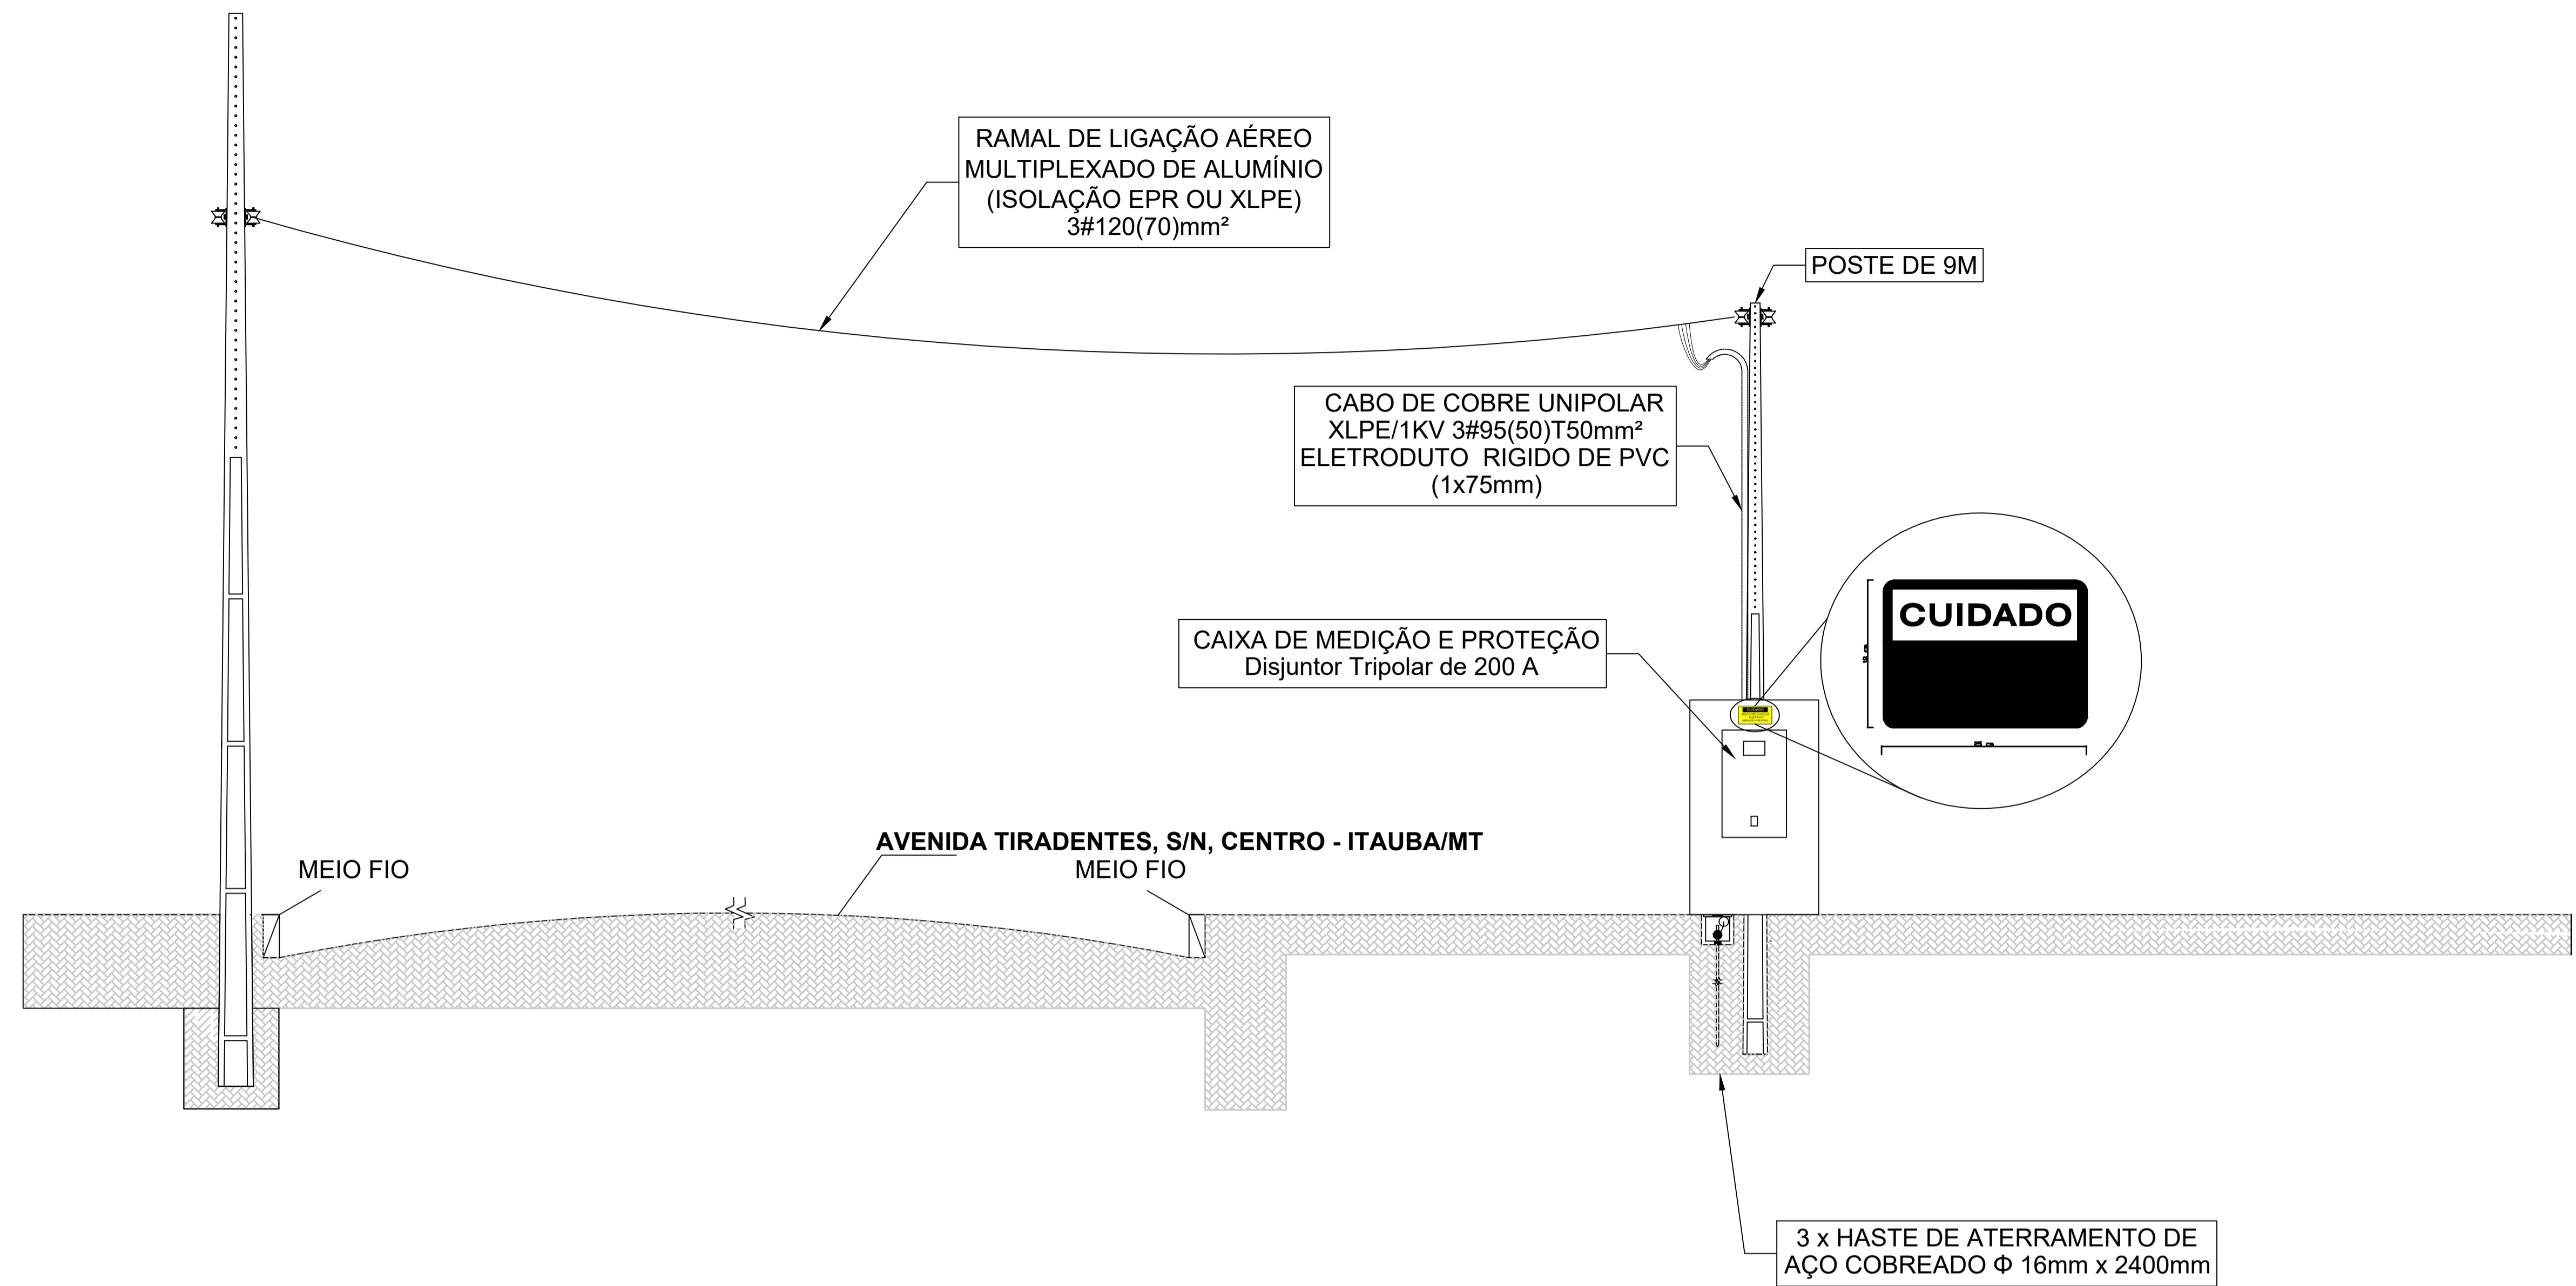 RAMAL DE LIGAÇÃO AÉREO
MULTIPLEXADO DE ALUMÍNIO
(ISOLAÇÃO EPR OU XLPE)
3#120(70)mm²
POSTE DE 9M
CABO DE COBRE UNIPOLAR
XLPE/1KV 3#95(50)T50mm²
ELETRODUTO RIGIDO DE PVC
(1x75mm)
CUIDADO
25 cm
CAIXA DE MEDIÇÃO E PROTEÇÃO
Disjuntor Tripolar de 200 A
AVENIDA TIRADENTES, S/N, CENTRO - ITAUBA/MT
MEIO FIO
MEIO FIO
3 x HASTE DE ATERRAMENTO DE
AÇO COBREADO Φ 16mm x 2400mm